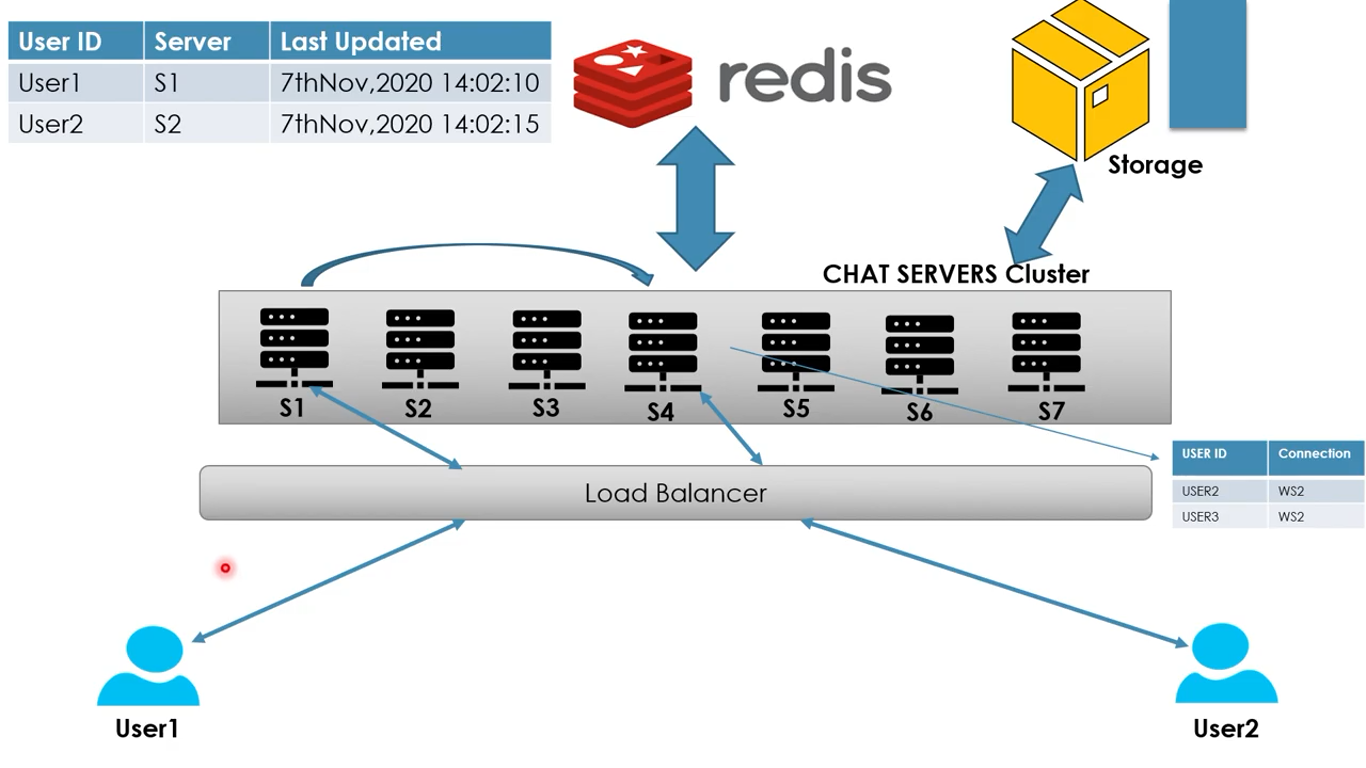 User ID Server Last Updated
User1 S1 7thNov,2020 14:02:10
User2 S2 7thNov,2020 14:02:15
redis
Storage
CHAT SERVERS Cluster
S1 S2 S3 S4 S5 S6 S7
USER ID Connection
USER2 WS2
USER3 WS2
Load Balancer
User1
User2